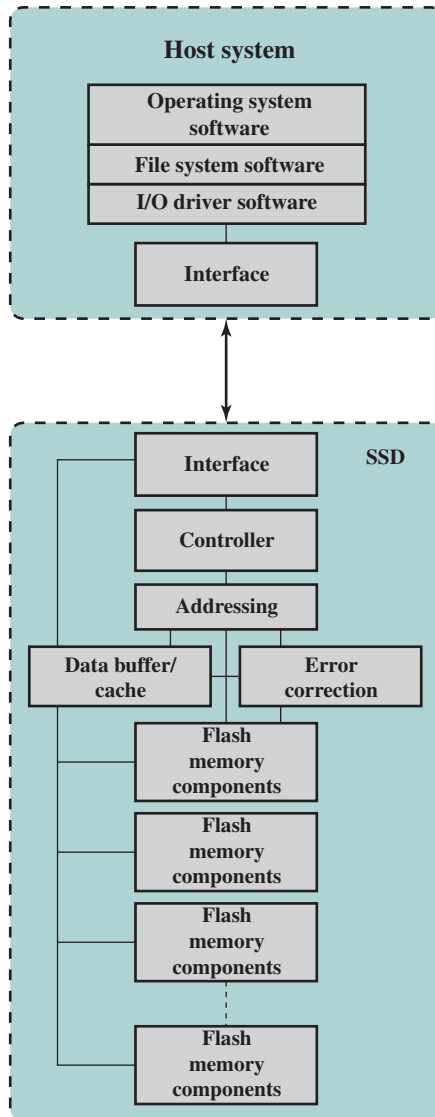 Host system
Operating system
software
File system software
I/O driver software
Interface
SSD
Interface
Controller
Addressing
Data buffer/
cache
Error
correction
Flash
memory
components
Flash
memory
components
Flash
memory
components
Flash
memory
components